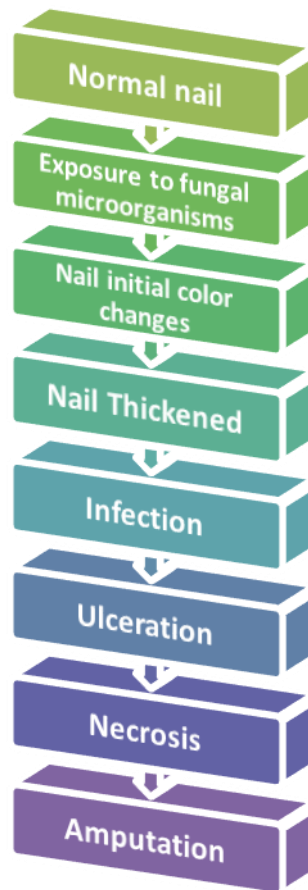 Normal nail
Exposure to fungal
microorganisms
Nail initial color
changes
Nail Thickened
Infection
Ulceration
Necrosis
Amputation